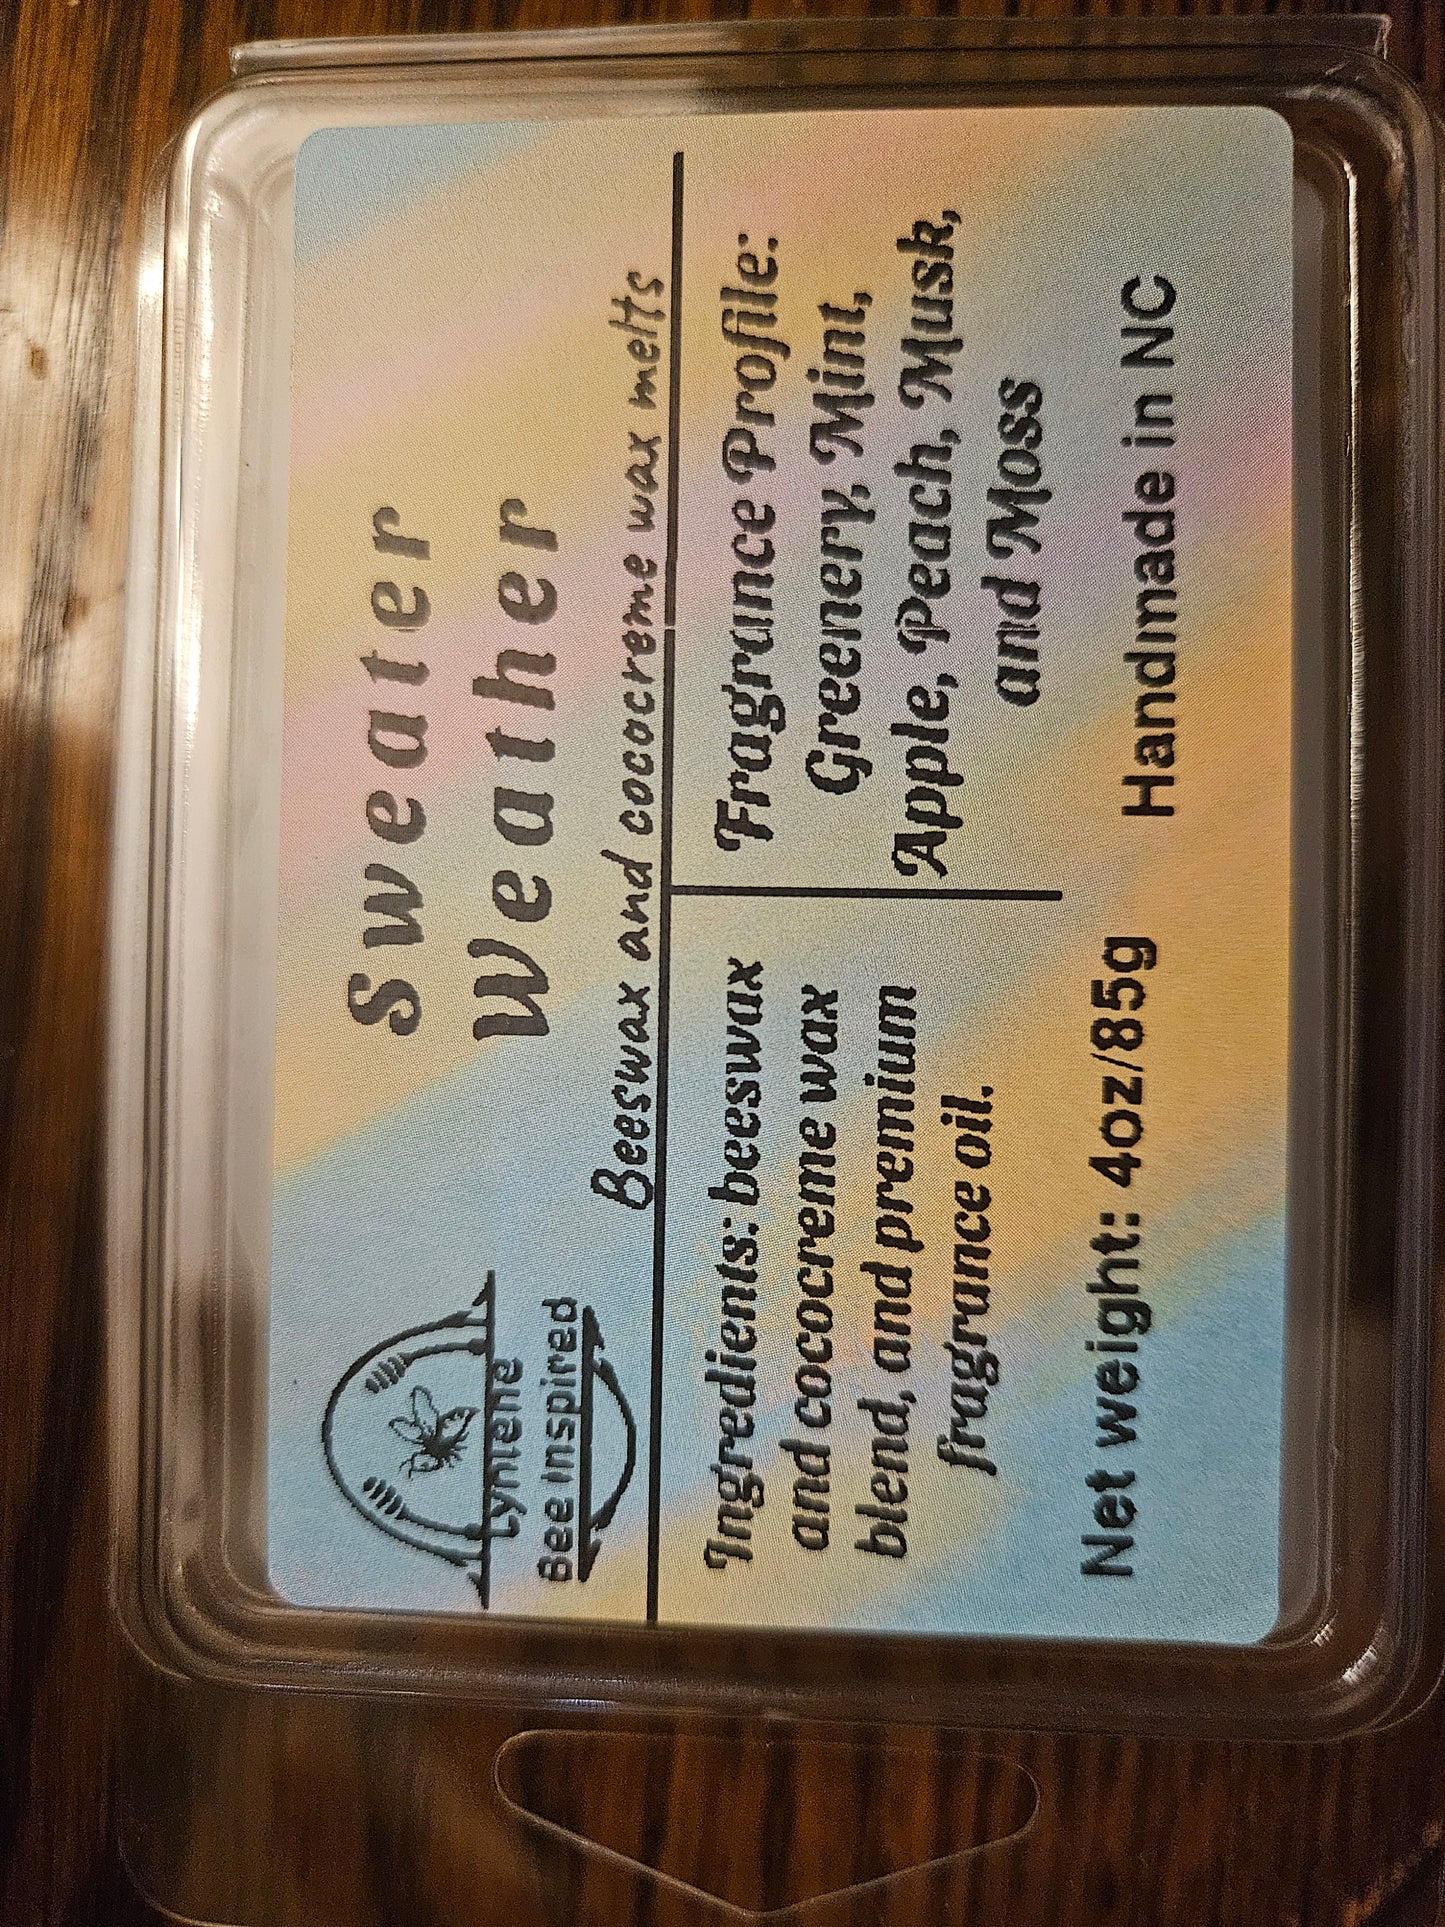 Lynlene
Bee Inspired
Sweater
Weather
Beeswax and cocoCreme wax melts
Ingredients: beeswax
and cococreme wax
blend, and premium
fragrance oil.
Fragrance Profile:
Greenery, Mint,
Apple, Peach, Musk,
and Moss
Net weight: 4oz/85g
Handmade in NC